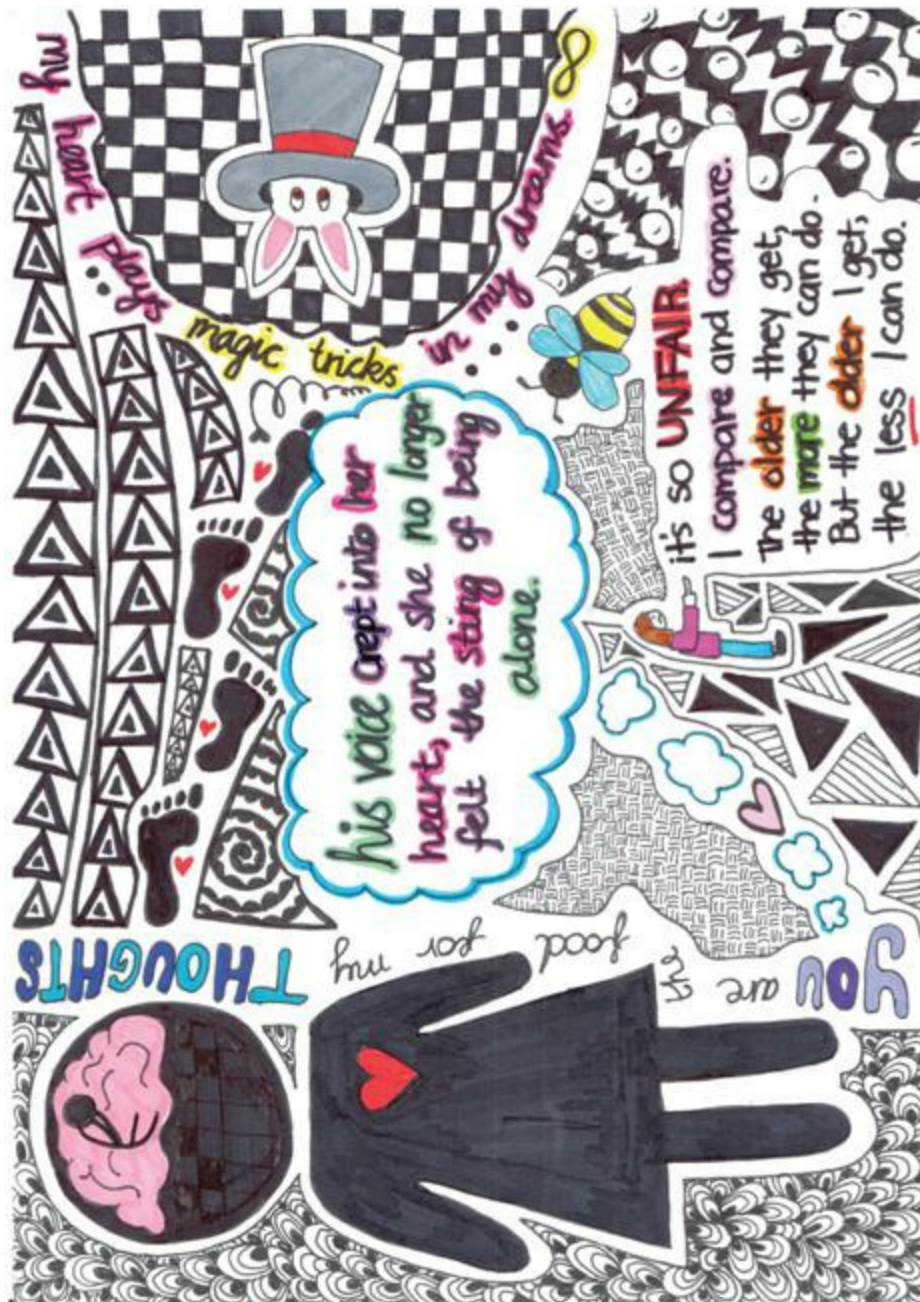 my heart plays
magic tricks
in my dreams.
his voice crept into her
heart, and she no longer
felt the sting of being
alone.
it's so UNFAIR.
I compare and compare.
The older they get,
the more they can do.
But the older I get,
the less I can do.
YOU are the food for my THOUGHTS